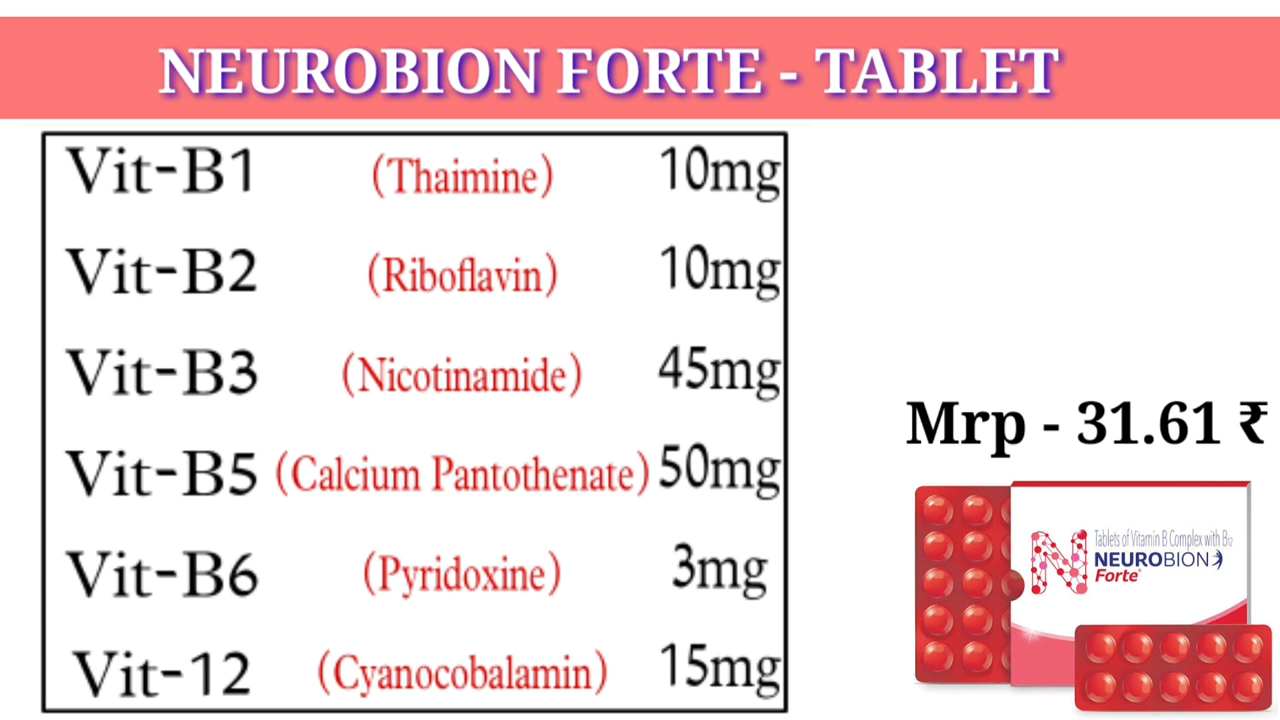 NEUROBION FORTE - TABLET
Vit-B1 (Thaimine) 10mg
Vit-B2 (Riboflavin) 10mg
Vit-B3 (Nicotinamide) 45mg
Vit-B5 (Calcium Pantothenate) 50mg
Vit-B6 (Pyridoxine) 3mg
Vit-12 (Cyanocobalamin) 15mg
Mrp - 31.61 ₹
Tablets of Vitamin B Complex with B12
NEUROBION
Forte